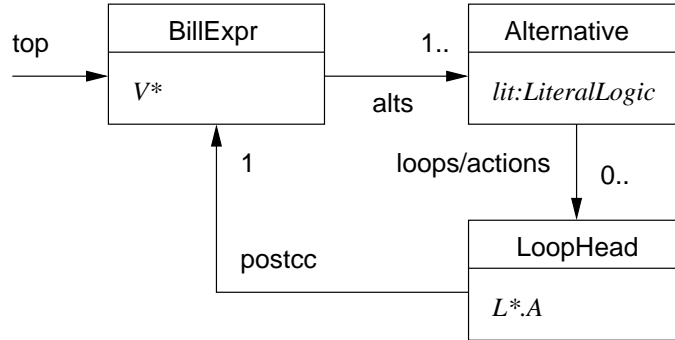 top
BillExpr
V*
1..
alts
Alternative
lit:LiteralLogic
loops/actions
0..
1
postcc
LoopHead
L*.A